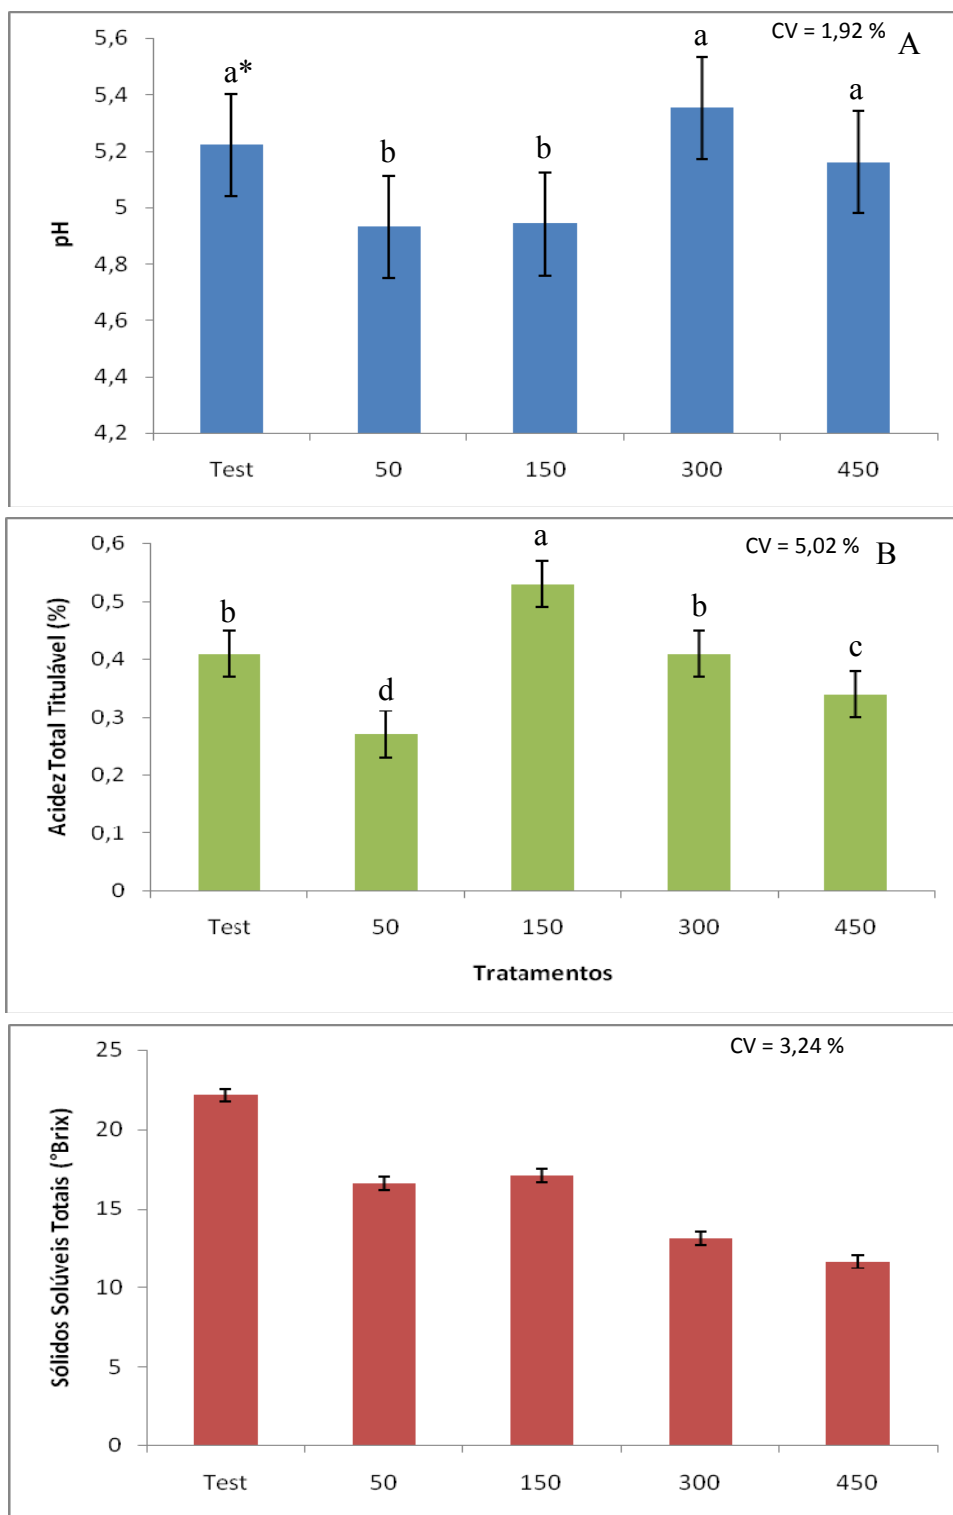 CV = 1,92 % A
5,6
5,4
5,2
5
4,8
4,6
4,4
4,2
pH
a*
b
b
a
a
Test 50 150 300 450
CV = 5,02 % B
0,6
0,5
0,4
0,3
0,2
0,1
0
Acidez Total Titulável (%)
b
d
a
b
c
Test 50 150 300 450
Tratamentos
CV = 3,24 %
25
20
15
10
5
0
Sólidos Solúveis Totais (°Brix)
Test 50 150 300 450